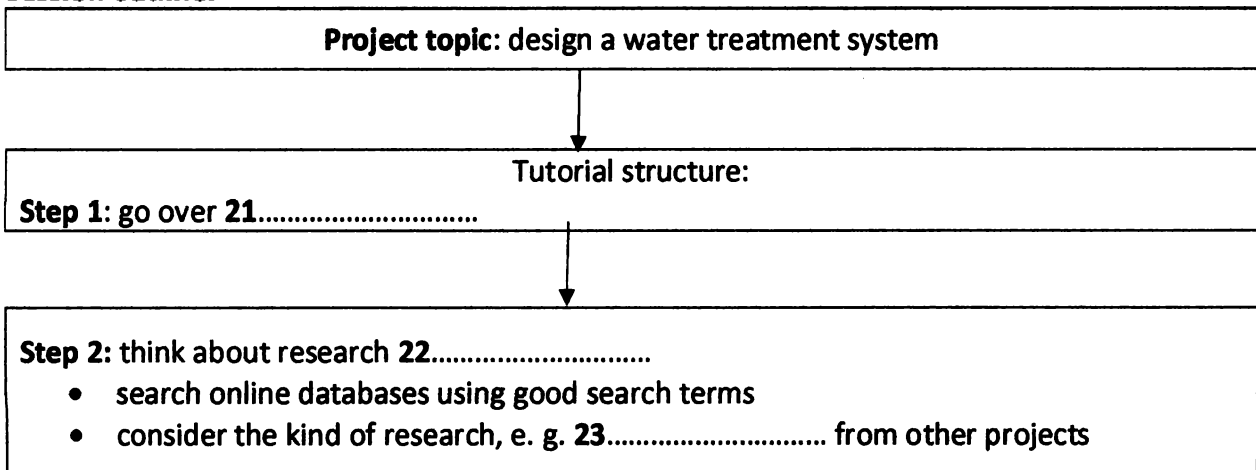 Project topic: design a water treatment system
Tutorial structure:
Step 1: go over 21..............................
Step 2: think about research 22..............................
• search online databases using good search terms
• consider the kind of research, e. g. 23.............................. from other projects